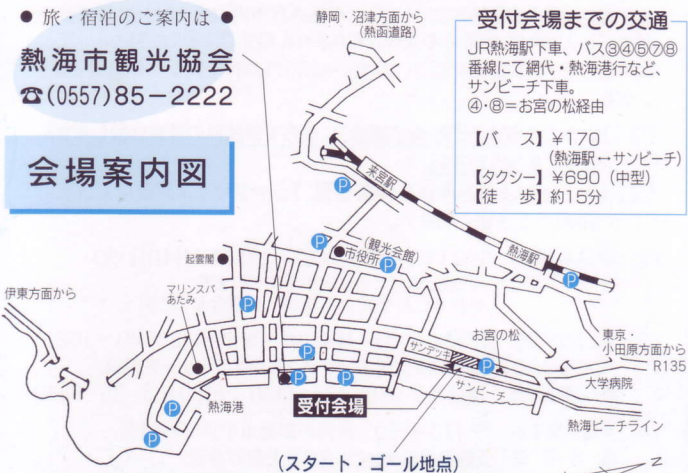 ● 旅・宿泊のご案内は ●
熱海市観光協会
☎(0557)85−2222
会場案内図
静岡・沼津方面から
(熱函道路)
受付会場までの交通
JR熱海駅下車、バス③④⑤⑦⑧
番線にて網代・熱海港行など、
サンビーチ下車。
④・⑧=お宮の松経由
【バ　ス】¥170
(熱海駅↔サンビーチ)
【タクシー】¥690(中型)
【徒　歩】約15分
来宮駅
P
熱海駅
P
P
(観光会館)
市役所
P
起雲閣
マリンスパ
あたみ
P
伊東方面から
お宮の松
サンデッキ
P
サンビーチ
東京・
小田原方面から
R135
大学病院
熱海ビーチライン
P
P
P
受付会場
熱海港
P
P
(スタート・ゴール地点)
Z